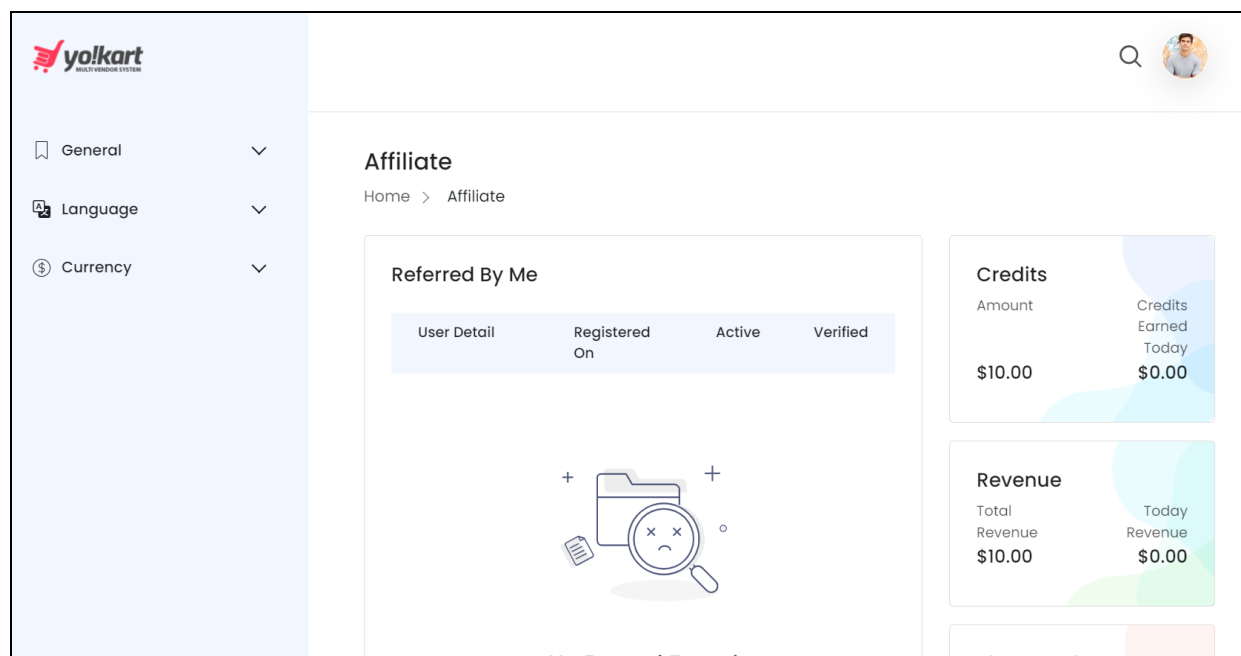 yo!kart
MULTI VENDOR SYSTEM
General
Language
Currency
Affiliate
Home > Affiliate
Referred By Me
User Detail Registered On Active Verified
Credits
Amount
Credits
Earned
Today
$10.00 $0.00
Revenue
Total
Revenue
Today
Revenue
$10.00 $0.00